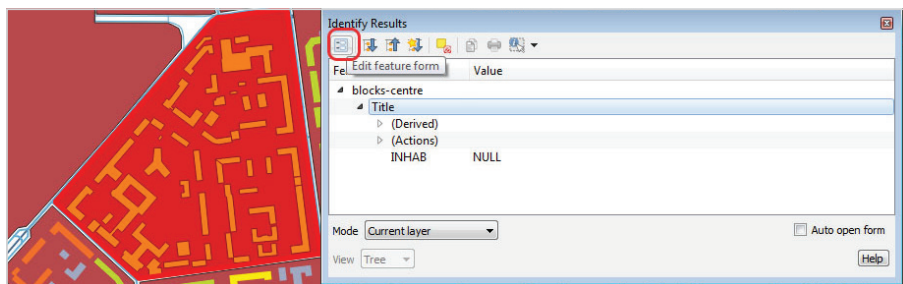 Identify Results
Edit feature form
Fe
Value
blocks-centre
Title
(Derived)
(Actions)
INHAB NULL
Mode Current layer
Auto open form
View Tree
Help